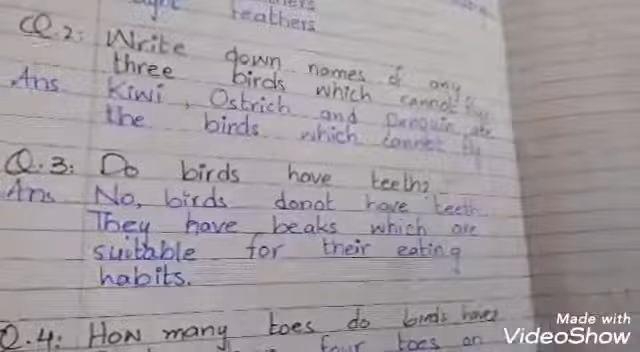 feathers
Q.2: Write down names of any
three birds which cannot fly.
Ans Kiwi, Ostrich and Penguin are
the birds which cannot fly
Q.3: Do birds have teeth?
Ans No, birds donot have teeth.
They have beaks which are
suitable for their eating
habits.
Q.4: How many toes do birds have?
four toes on
Made with
VideoShow